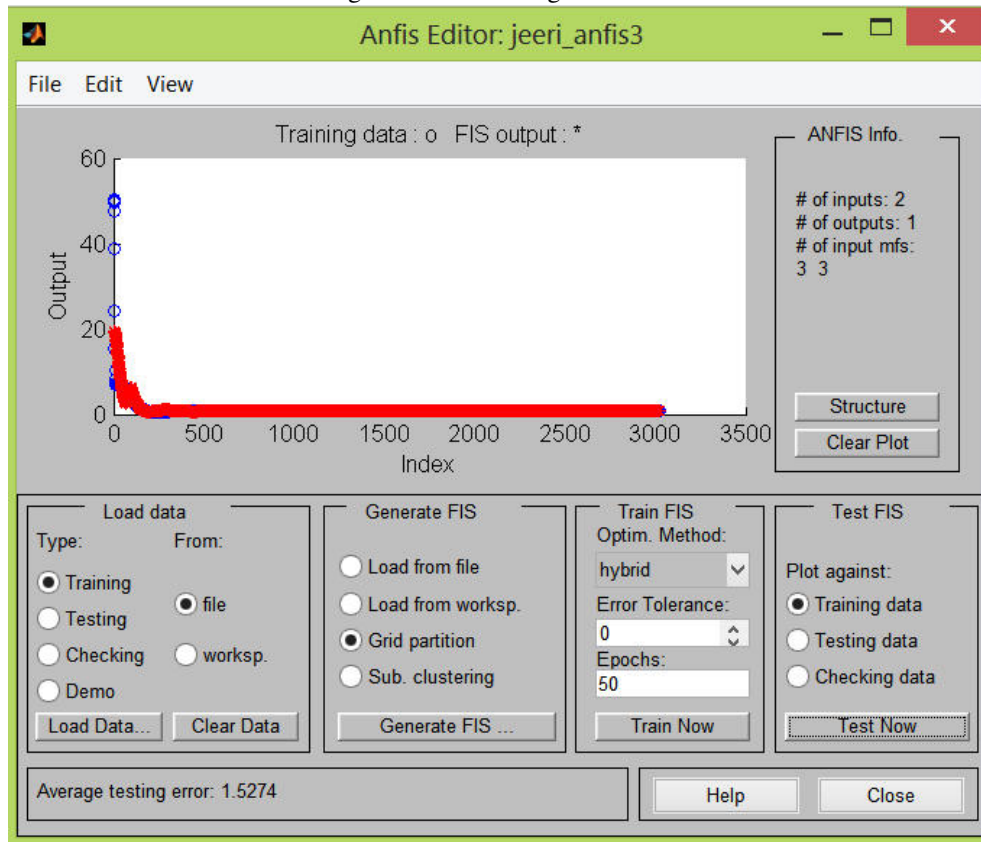 Anfis Editor: jeeri_anfis3
File Edit View
Training data : o FIS output : *
60
40
20
0
Output
0 500 1000 1500 2000 2500 3000 3500
Index
ANFIS Info.
# of inputs: 2
# of outputs: 1
# of input mfs:
3 3
Structure
Clear Plot
Load data
Type: From:
Training
Testing
Checking
Demo
file
worksp.
Load Data... Clear Data
Generate FIS
Load from file
Load from worksp.
Grid partition
Sub. clustering
Generate FIS ...
Train FIS
Optim. Method:
hybrid
Error Tolerance:
0
Epochs:
50
Train Now
Test FIS
Plot against:
Training data
Testing data
Checking data
Test Now
Average testing error: 1.5274
Help Close